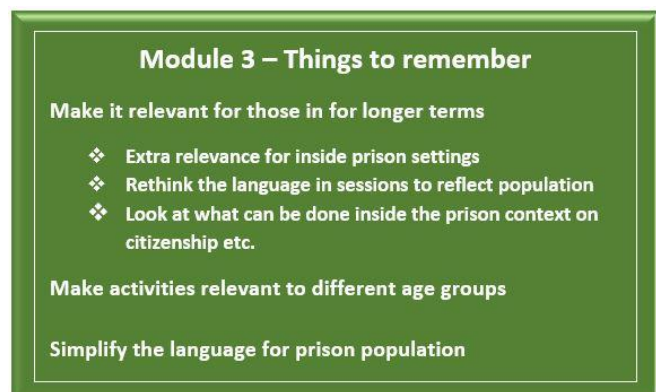 Module 3 – Things to remember
Make it relevant for those in for longer terms
❖ Extra relevance for inside prison settings
❖ Rethink the language in sessions to reflect population
❖ Look at what can be done inside the prison context on
citizenship etc.
Make activities relevant to different age groups
Simplify the language for prison population